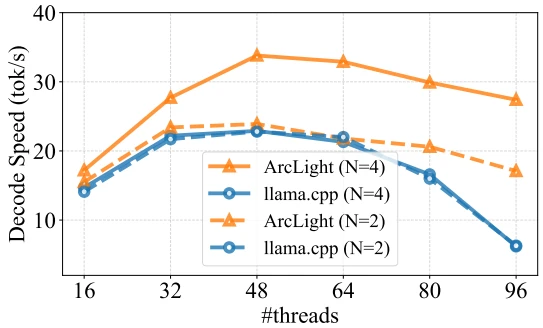 Decode Speed (tok/s)
40
30
20
10
ArcLight (N=4)
llama.cpp (N=4)
ArcLight (N=2)
llama.cpp (N=2)
16 32 48 64 80 96
#threads